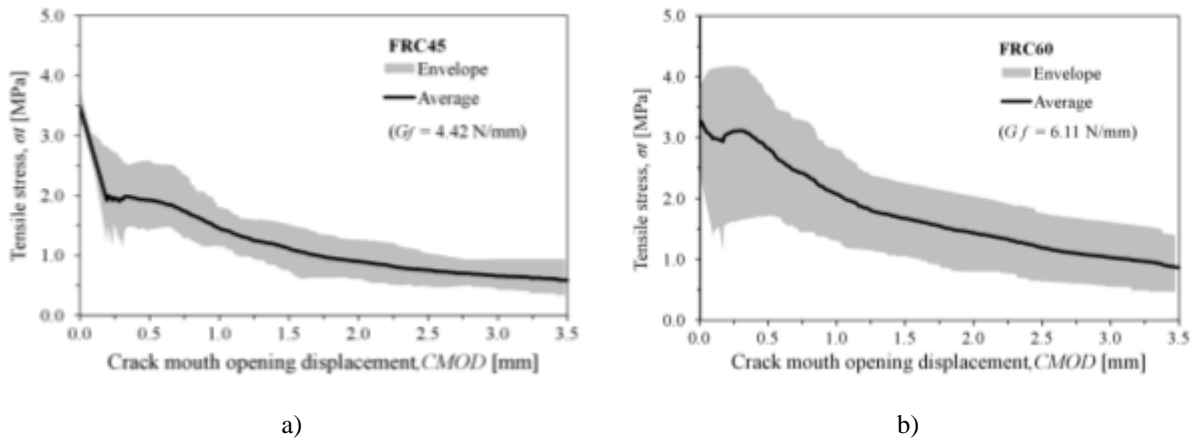 5.0
4.0
3.0
2.0
1.0
0.0
Tensile stress, σt [MPa]
FRC45
Envelope
Average
(Gf = 4.42 N/mm)
0.0 0.5 1.0 1.5 2.0 2.5 3.0 3.5
Crack mouth opening displacement,CMOD [mm]
a)
5.0
4.0
3.0
2.0
1.0
0.0
Tensile stress, σt [MPa]
FRC60
Envelope
Average
(G f = 6.11 N/mm)
0.0 0.5 1.0 1.5 2.0 2.5 3.0 3.5
Crack mouth opening displacement,CMOD [mm]
b)